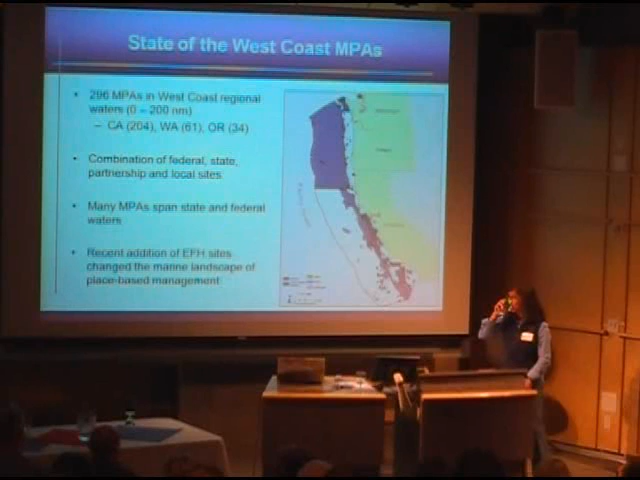 State of the West Coast MPAs
• 296 MPAs in West Coast regional
waters (0 – 200 nm)
– CA (204), WA (61), OR (34)
• Combination of federal, state,
partnership and local sites
• Many MPAs span state and federal
waters
• Recent addition of EFH sites
changed the marine landscape of
place-based management